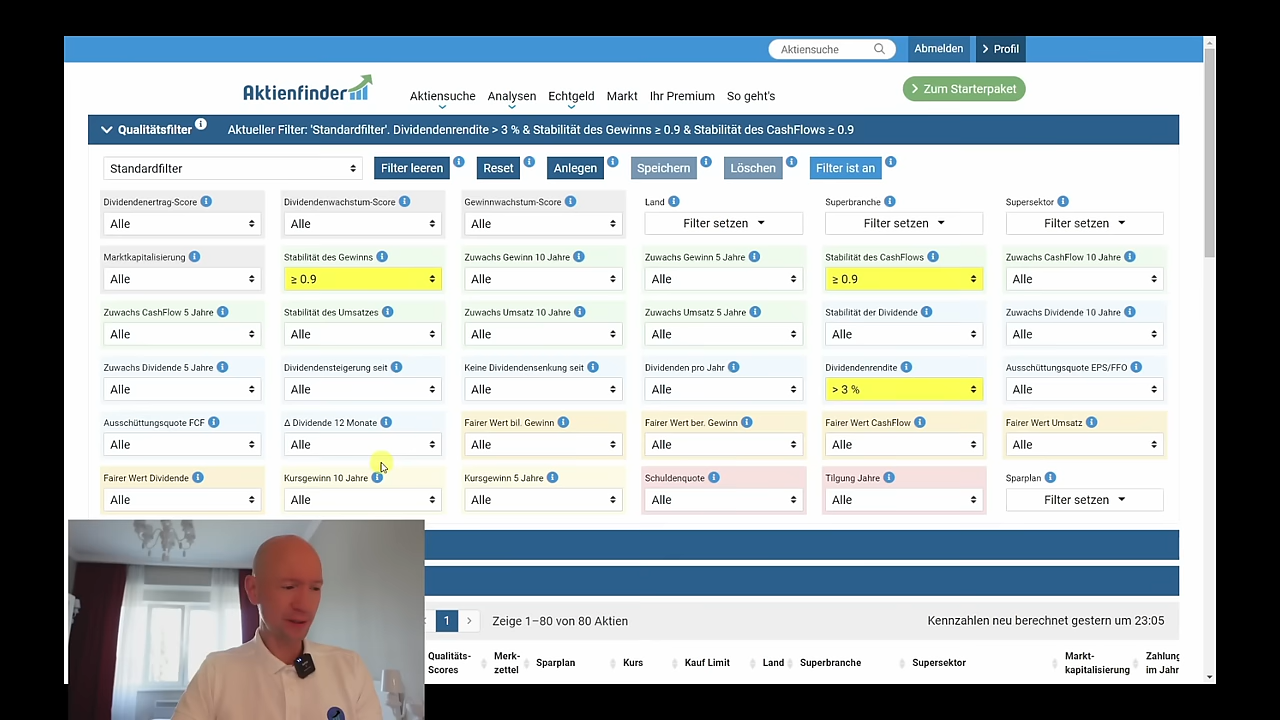 Aktiensuche
Abmelden
Profil
Aktienfinder
Aktiensuche Analysen Echtgeld Markt Ihr Premium So geht's
Zum Starterpaket
Qualitätsfilter Aktueller Filter: 'Standardfilter'. Dividendenrendite > 3 % & Stabilität des Gewinns ≥ 0.9 & Stabilität des CashFlows ≥ 0.9
Standardfilter Filter leeren Reset Anlegen Speichern Löschen Filter ist an
Dividendenertrag-Score Dividendenwachstum-Score Gewinnwachstum-Score Land Superbranche Supersektor
Alle Alle Alle Filter setzen Filter setzen Filter setzen
Marktkapitalisierung Stabilität des Gewinns Zuwachs Gewinn 10 Jahre Zuwachs Gewinn 5 Jahre Stabilität des CashFlows Zuwachs CashFlow 10 Jahre
Alle ≥ 0.9 Alle Alle ≥ 0.9 Alle
Zuwachs CashFlow 5 Jahre Stabilität des Umsatzes Zuwachs Umsatz 10 Jahre Zuwachs Umsatz 5 Jahre Stabilität der Dividende Zuwachs Dividende 10 Jahre
Alle Alle Alle Alle Alle Alle
Zuwachs Dividende 5 Jahre Dividendensteigerung seit Keine Dividendensenkung seit Dividenden pro Jahr Dividendenrendite Ausschüttungsquote EPS/FFO
Alle Alle Alle Alle > 3 % Alle
Ausschüttungsquote FCF Δ Dividende 12 Monate Fairer Wert bil. Gewinn Fairer Wert ber. Gewinn Fairer Wert CashFlow Fairer Wert Umsatz
Alle Alle Alle Alle Alle Alle
Fairer Wert Dividende Kursgewinn 10 Jahre Kursgewinn 5 Jahre Schuldenquote Tilgung Jahre Sparplan
Alle Alle Alle Alle Alle Filter setzen
1 Zeige 1–80 von 80 Aktien Kennzahlen neu berechnet gestern um 23:05
Qualitäts- Merk- Sparplan Kurs Kauf Limit Land Superbranche Supersektor Markt- Zahlung
Scores zettel kapitalisierung im Jahr